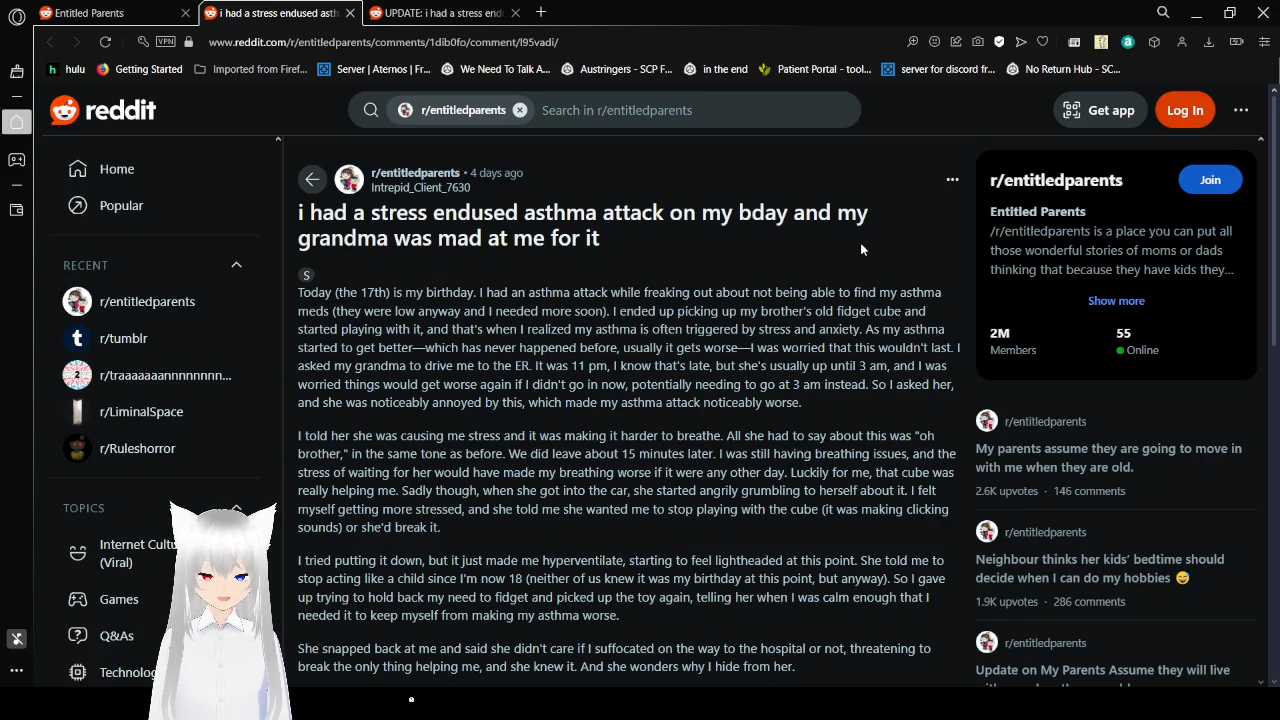 Entitled Parents
i had a stress endused asth
UPDATE: i had a stress end
VPN
www.reddit.com/r/entitledparents/comments/1dib0fo/comment/l95vadi/
hulu
Getting Started
Imported from Firef...
Server | Aternos | Fr...
We Need To Talk A...
Austringers - SCP F...
in the end
Patient Portal - tool...
server for discord fr...
No Return Hub - SC...
reddit
r/entitledparents
Search in r/entitledparents
Get app
Log In
Home
Popular
RECENT
r/entitledparents
r/tumblr
r/traaaaaaannnnnnnn...
r/LiminalSpace
r/Ruleshorror
TOPICS
Internet Cultu
(Viral)
Games
Q&As
Technolog
r/entitledparents • 4 days ago
Intrepid_Client_7630
i had a stress endused asthma attack on my bday and my
grandma was mad at me for it
S
Today (the 17th) is my birthday. I had an asthma attack while freaking out about not being able to find my asthma
meds (they were low anyway and I needed more soon). I ended up picking up my brother's old fidget cube and
started playing with it, and that's when I realized my asthma is often triggered by stress and anxiety. As my asthma
started to get better—which has never happened before, usually it gets worse—I was worried that this wouldn't last. I
asked my grandma to drive me to the ER. It was 11 pm, I know that's late, but she's usually up until 3 am, and I was
worried things would get worse again if I didn't go in now, potentially needing to go at 3 am instead. So I asked her,
and she was noticeably annoyed by this, which made my asthma attack noticeably worse.
I told her she was causing me stress and it was making it harder to breathe. All she had to say about this was "oh
brother," in the same tone as before. We did leave about 15 minutes later. I was still having breathing issues, and the
stress of waiting for her would have made my breathing worse if it were any other day. Luckily for me, that cube was
really helping me. Sadly though, when she got into the car, she started angrily grumbling to herself about it. I felt
myself getting more stressed, and she told me she wanted me to stop playing with the cube (it was making clicking
sounds) or she'd break it.
I tried putting it down, but it just made me hyperventilate, starting to feel lightheaded at this point. She told me to
stop acting like a child since I'm now 18 (neither of us knew it was my birthday at this point, but anyway). So I gave
up trying to hold back my need to fidget and picked up the toy again, telling her when I was calm enough that I
needed it to keep myself from making my asthma worse.
She snapped back at me and said she didn't care if I suffocated on the way to the hospital or not, threatening to
break the only thing helping me, and she knew it. And she wonders why I hide from her.
r/entitledparents
Join
Entitled Parents
/r/entitledparents is a place you can put all
those wonderful stories of moms or dads
thinking that because they have kids they...
Show more
2M
55
Members
Online
r/entitledparents
My parents assume they are going to move in
with me when they are old.
2.6K upvotes · 146 comments
r/entitledparents
Neighbour thinks her kids' bedtime should
decide when I can do my hobbies 😅
1.9K upvotes · 286 comments
r/entitledparents
Update on My Parents Assume they will live